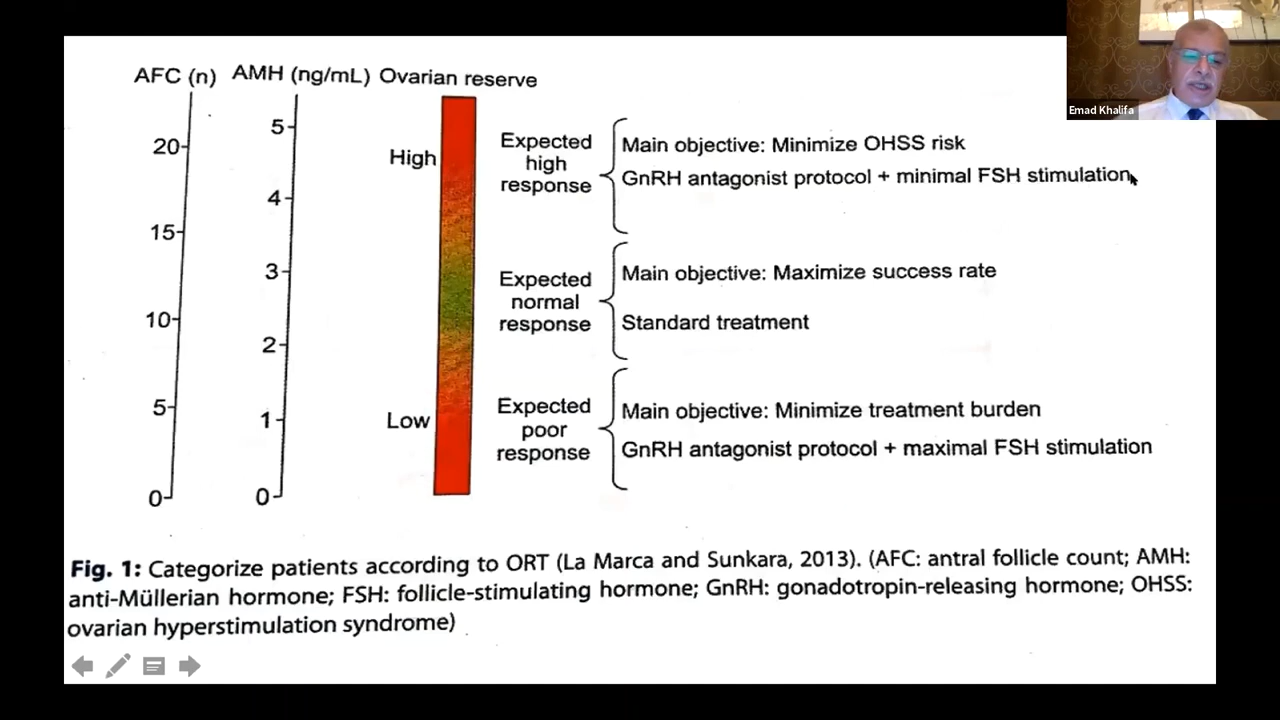 Emad Khalifa
AFC (n) AMH (ng/mL) Ovarian reserve
20
15
10
5
0
5
4
3
2
1
0
High
Low
Expected
high
response
Main objective: Minimize OHSS risk
GnRH antagonist protocol + minimal FSH stimulation
Expected
normal
response
Main objective: Maximize success rate
Standard treatment
Expected
poor
response
Main objective: Minimize treatment burden
GnRH antagonist protocol + maximal FSH stimulation
Fig. 1: Categorize patients according to ORT (La Marca and Sunkara, 2013). (AFC: antral follicle count; AMH:
anti-Müllerian hormone; FSH: follicle-stimulating hormone; GnRH: gonadotropin-releasing hormone; OHSS:
ovarian hyperstimulation syndrome)